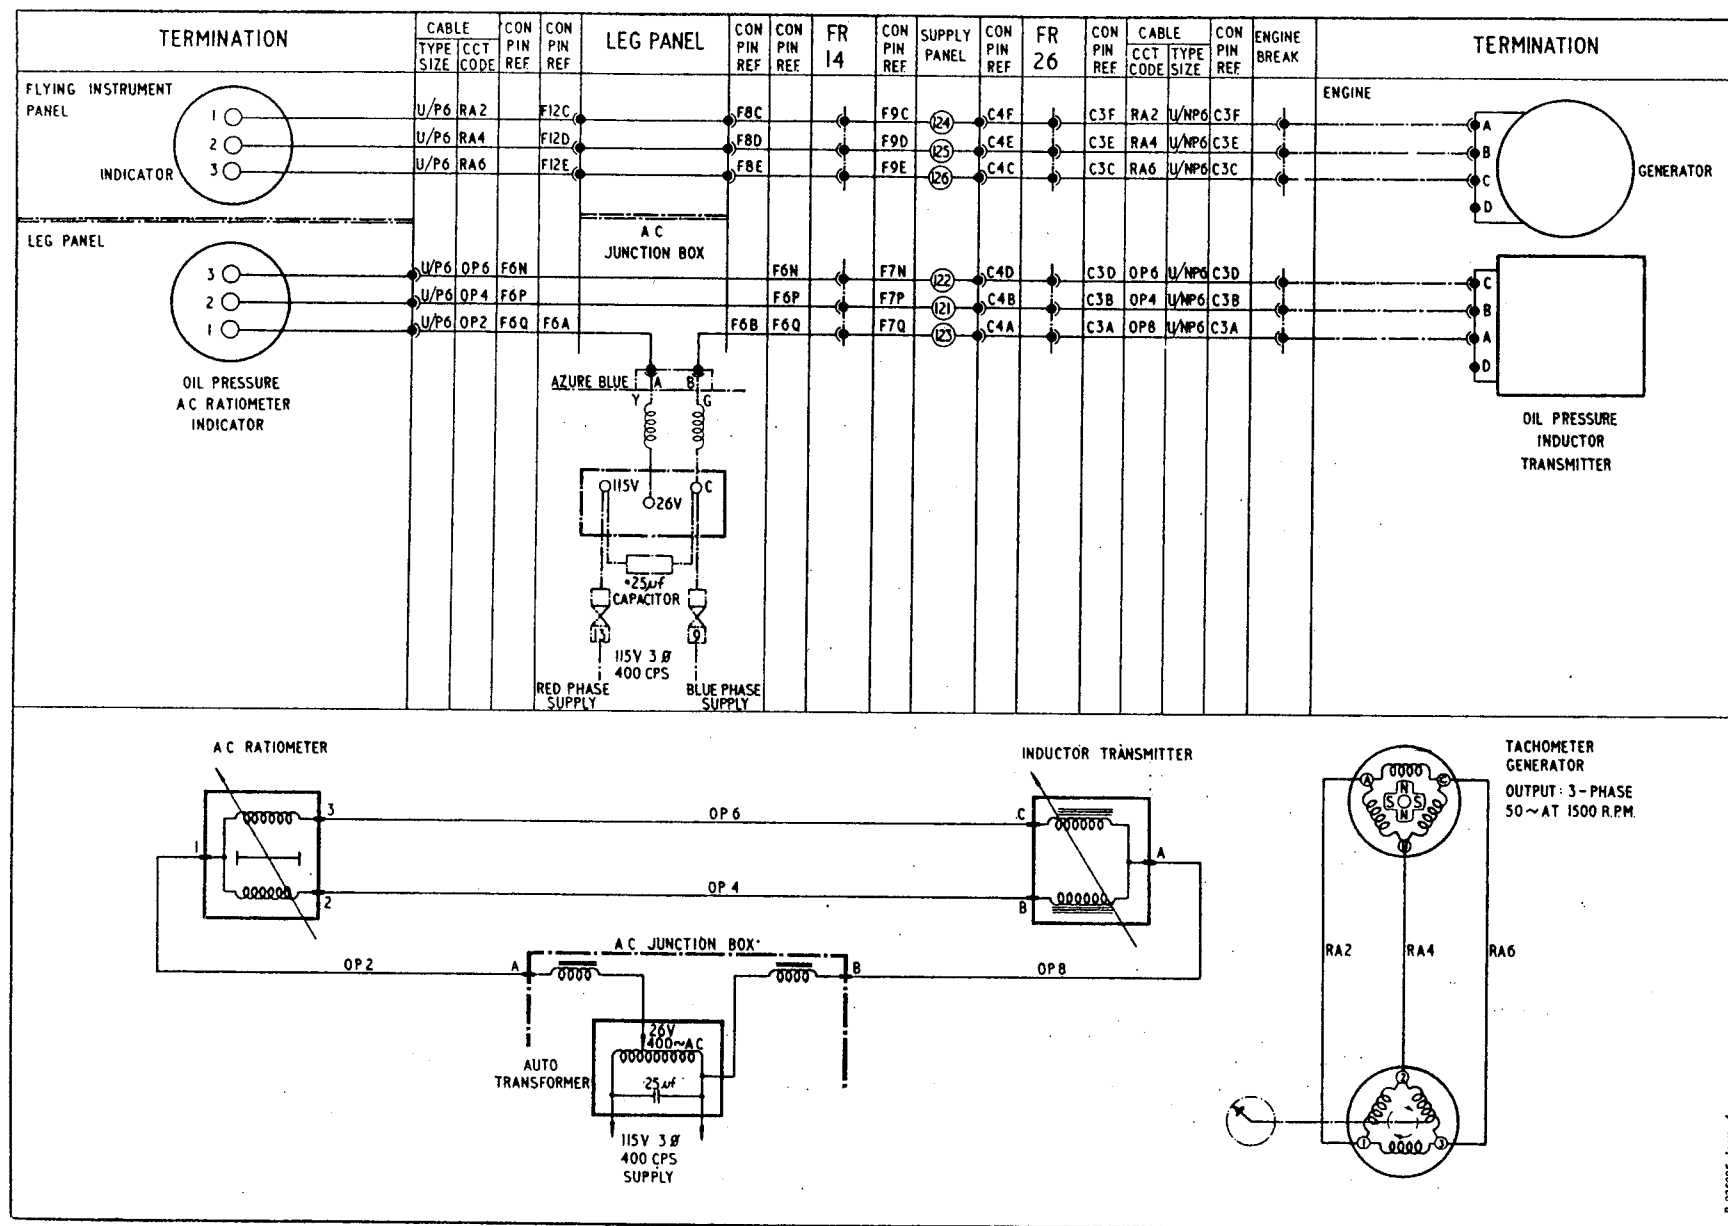 TERMINATION
CABLE
TYPE SIZE
CCT CODE
CON PIN REF
CON PIN REF
LEG PANEL
CON PIN REF
CON PIN REF
FR 14
CON PIN REF
SUPPLY PANEL
CON PIN REF
FR 26
CON PIN REF
CABLE
CCT CODE
TYPE SIZE
CON PIN REF
ENGINE BREAK
TERMINATION
FLYING INSTRUMENT
PANEL
ENGINE
1 U/P6 RA2 F12C F8C F9C 124 C4F C3F RA2 U/NP6 C3F A
2 U/P6 RA4 F12D F8D F9D 125 C4E C3E RA4 U/NP6 C3E B
3 U/P6 RA6 F12E F8E F9E 126 C4C C3C RA6 U/NP6 C3C C
D
INDICATOR
GENERATOR
LEG PANEL
A C
JUNCTION BOX
3 U/P6 OP6 F6N F6N F7N 122 C4D C3D OP6 U/NP6 C3D C
2 U/P6 OP4 F6P F6P F7P 121 C4B C3B OP4 U/NP6 C3B B
1 U/P6 OP2 F6Q F6A F6B F6Q F7Q 123 C4A C3A OP8 U/NP6 C3A A
D
OIL PRESSURE
A C RATIOMETER
INDICATOR
AZURE BLUE A B
Y G
OIL PRESSURE
INDUCTOR
TRANSMITTER
115V C
26V
·25µf
CAPACITOR
13 9
115V 3Ø
400 CPS
RED PHASE
SUPPLY
BLUE PHASE
SUPPLY
A C RATIOMETER
INDUCTOR TRANSMITTER
TACHOMETER
GENERATOR
OUTPUT: 3-PHASE
50~AT 1500 R.P.M.
A C
N
S S
N
B
3 OP6 C
1 A
2 OP4 B
A C JUNCTION BOX
OP2 A B OP8
RA2 RA4 RA6
26V
400~AC
AUTO
TRANSFORMER
·25µf
115V 3Ø
400 CPS
SUPPLY
2
1 3